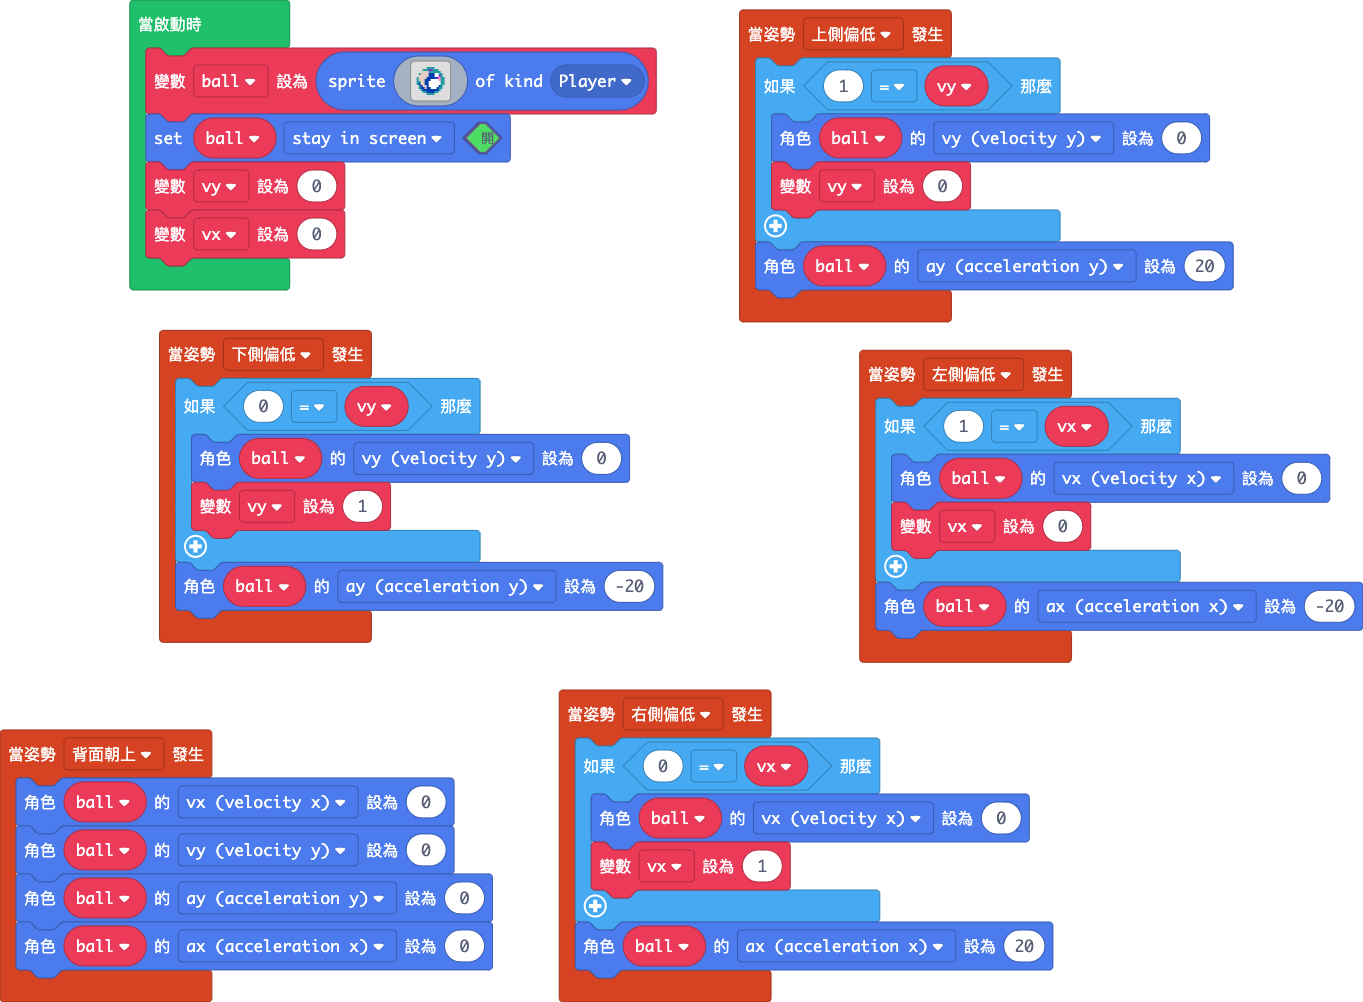 當啟動時
變數 ball 設為 sprite of kind Player
set ball stay in screen 開
變數 vy 設為 0
變數 vx 設為 0
當姿勢 上側偏低 發生
如果 1 = vy 那麼
角色 ball 的 vy (velocity y) 設為 0
變數 vy 設為 0
角色 ball 的 ay (acceleration y) 設為 20
當姿勢 下側偏低 發生
如果 0 = vy 那麼
角色 ball 的 vy (velocity y) 設為 0
變數 vy 設為 1
角色 ball 的 ay (acceleration y) 設為 -20
當姿勢 左側偏低 發生
如果 1 = vx 那麼
角色 ball 的 vx (velocity x) 設為 0
變數 vx 設為 0
角色 ball 的 ax (acceleration x) 設為 -20
當姿勢 背面朝上 發生
角色 ball 的 vx (velocity x) 設為 0
角色 ball 的 vy (velocity y) 設為 0
角色 ball 的 ay (acceleration y) 設為 0
角色 ball 的 ax (acceleration x) 設為 0
當姿勢 右側偏低 發生
如果 0 = vx 那麼
角色 ball 的 vx (velocity x) 設為 0
變數 vx 設為 1
角色 ball 的 ax (acceleration x) 設為 20